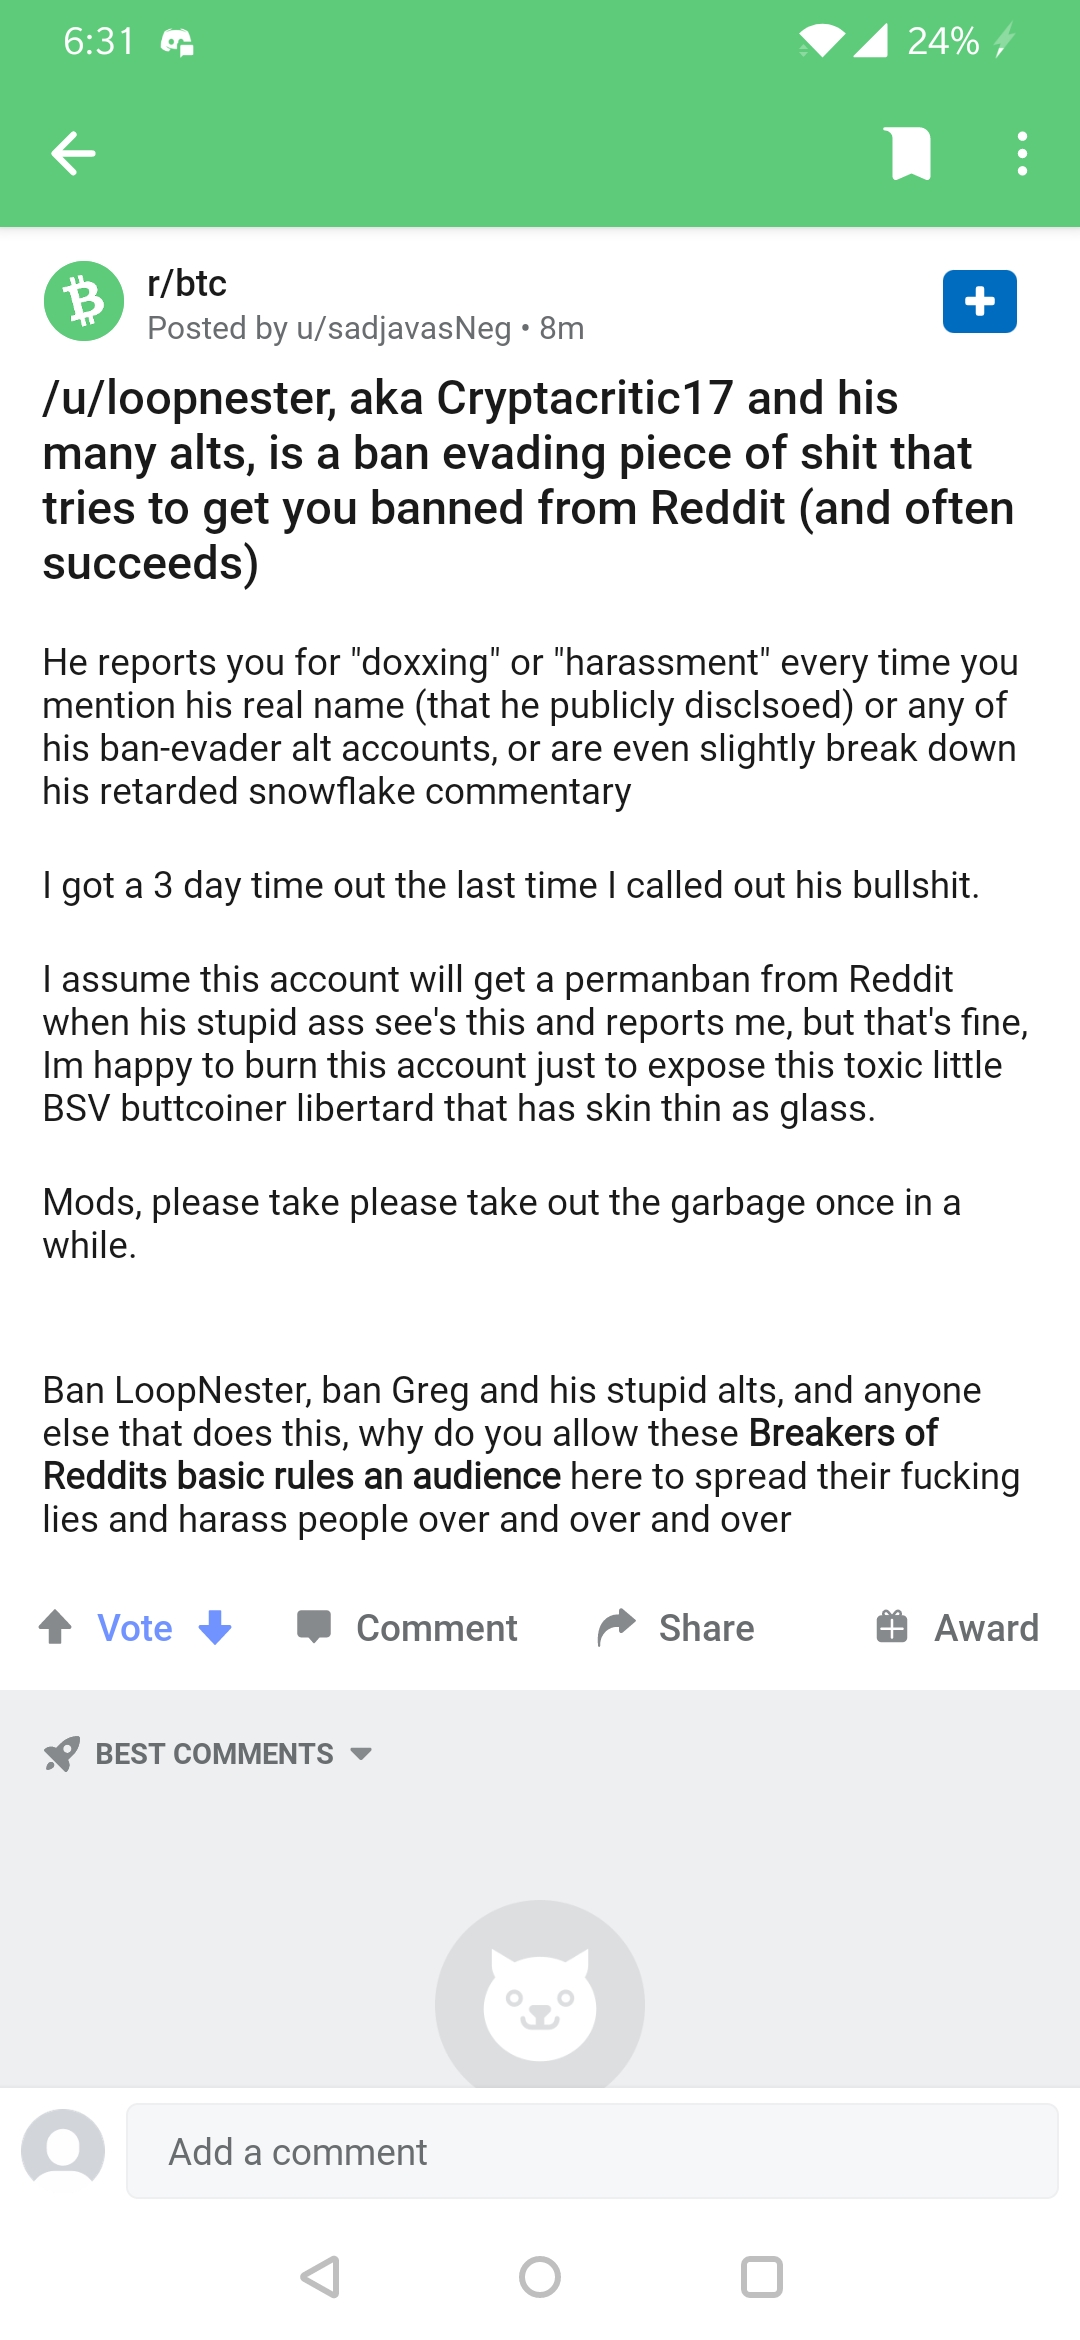 6:31
24%
r/btc
Posted by u/sadjavasNeg • 8m
/u/loopnester, aka Cryptacritic17 and his
many alts, is a ban evading piece of shit that
tries to get you banned from Reddit (and often
succeeds)
He reports you for "doxxing" or "harassment" every time you
mention his real name (that he publicly disclsoed) or any of
his ban-evader alt accounts, or are even slightly break down
his retarded snowflake commentary
I got a 3 day time out the last time I called out his bullshit.
I assume this account will get a permanban from Reddit
when his stupid ass see's this and reports me, but that's fine,
Im happy to burn this account just to expose this toxic little
BSV buttcoiner libertard that has skin thin as glass.
Mods, please take please take out the garbage once in a
while.
Ban LoopNester, ban Greg and his stupid alts, and anyone
else that does this, why do you allow these Breakers of
Reddits basic rules an audience here to spread their fucking
lies and harass people over and over and over
Vote
Comment
Share
Award
BEST COMMENTS
Add a comment